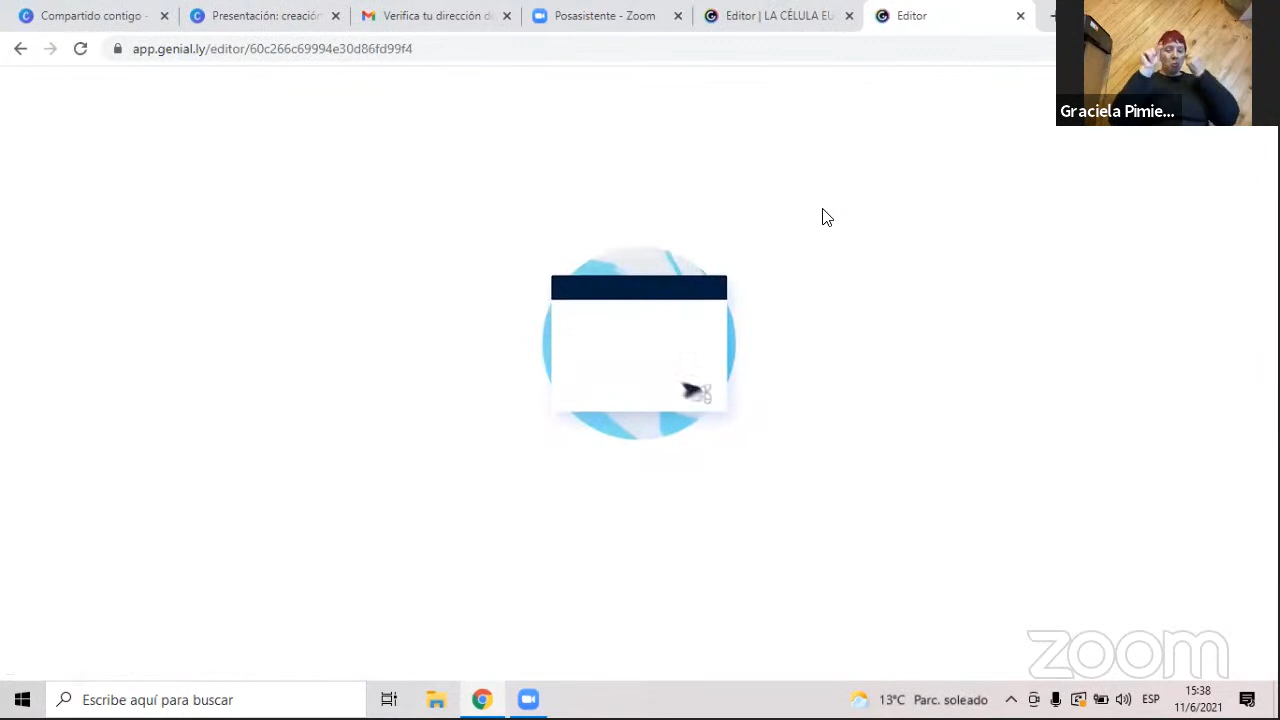 Compartido contigo -
Presentación: creación
Verifica tu dirección d
Posasistente - Zoom
Editor | LA CÉLULA EU
Editor
app.genial.ly/editor/60c266c69994e30d86fd99f4
Graciela Pimie...
zoom
Escribe aquí para buscar
13°C Parc. soleado
ESP
15:38
11/6/2021